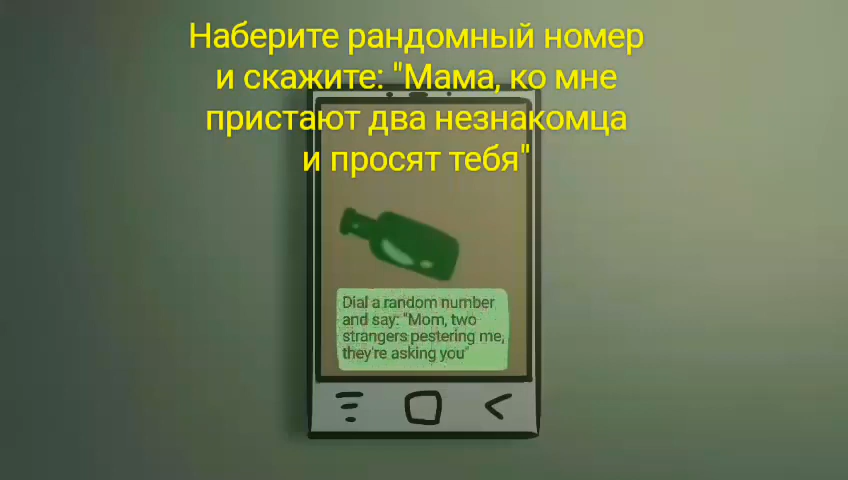 Наберите рандомный номер
и скажите: "Мама, ко мне
пристают два незнакомца
и просят тебя"
Dial a random number
and say: "Mom, two
strangers pestering me,
they're asking you"